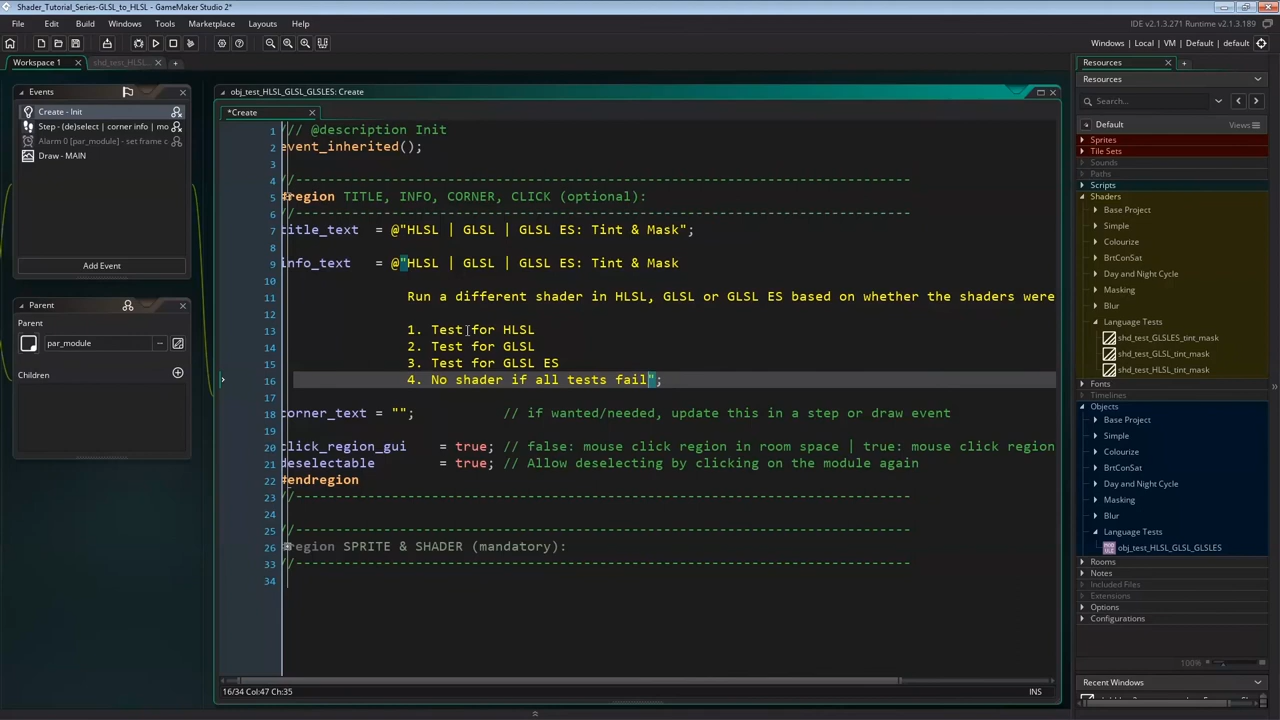 Shader_Tutorial_Series-GLSL_to_HLSL - GameMaker Studio 2*
File Edit Build Windows Tools Marketplace Layouts Help
IDE v2.1.3.271 Runtime v2.1.3.189
Windows | Local | VM | Default | default
Workspace 1
shd_test_HLSL...
Events
Create - Init
Step - (de)select | corner info | mo
Alarm 0 [par_module] - set frame c
Draw - MAIN
Add Event
Parent
Parent
par_module
Children
obj_test_HLSL_GLSL_GLSLES: Create
*Create
1 // @description Init
2 event_inherited();
3
4 //------------------------------------------------------------------------------
5 #region TITLE, INFO, CORNER, CLICK (optional):
6 //------------------------------------------------------------------------------
7 title_text = @"HLSL | GLSL | GLSL ES: Tint & Mask";
8
9 info_text = @"HLSL | GLSL | GLSL ES: Tint & Mask
10
11 Run a different shader in HLSL, GLSL or GLSL ES based on whether the shaders were
12
13 1. Test for HLSL
14 2. Test for GLSL
15 3. Test for GLSL ES
16 4. No shader if all tests fail";
17
18 corner_text = ""; // if wanted/needed, update this in a step or draw event
19
20 click_region_gui = true; // false: mouse click region in room space | true: mouse click region
21 deselectable = true; // Allow deselecting by clicking on the module again
22 #endregion
23 //------------------------------------------------------------------------------
24
25 //------------------------------------------------------------------------------
26 region SPRITE & SHADER (mandatory):
33 //------------------------------------------------------------------------------
34
16/34 Col:47 Ch:35
INS
Resources
Resources
Search...
Default
Views
Sprites
Tile Sets
Sounds
Paths
Scripts
Shaders
Base Project
Simple
Colourize
BrtConSat
Day and Night Cycle
Masking
Blur
Language Tests
shd_test_GLSLES_tint_mask
shd_test_GLSL_tint_mask
shd_test_HLSL_tint_mask
Fonts
Timelines
Objects
Base Project
Simple
Colourize
BrtConSat
Day and Night Cycle
Masking
Blur
Language Tests
obj_test_HLSL_GLSL_GLSLES
Rooms
Notes
Included Files
Extensions
Options
Configurations
100%
Recent Windows